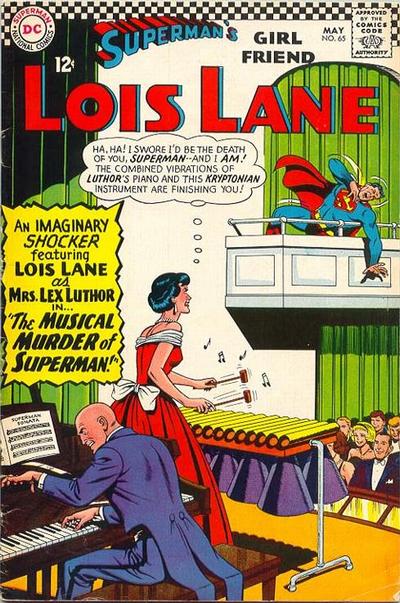 SUPERMAN
DC
NATIONAL COMICS
12¢
SUPERMAN'S
GIRL
FRIEND
MAY
NO. 65
APPROVED
BY THE
COMICS
CODE
AUTHORITY
LOIS LANE
HA, HA! I SWORE I'D BE THE DEATH
OF YOU, SUPERMAN--AND I AM!
THE COMBINED VIBRATIONS OF
LUTHOR'S PIANO AND THIS KRYPTONIAN
INSTRUMENT ARE FINISHING YOU!
AN IMAGINARY
SHOCKER
featuring
LOIS LANE
as
MRS. LEX LUTHOR
IN...
"The MUSICAL
MURDER of
SUPERMAN!"
SUPERMAN
SONATA